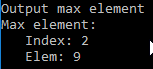 Output max element
Max element:
   Index: 2
   Elem: 9